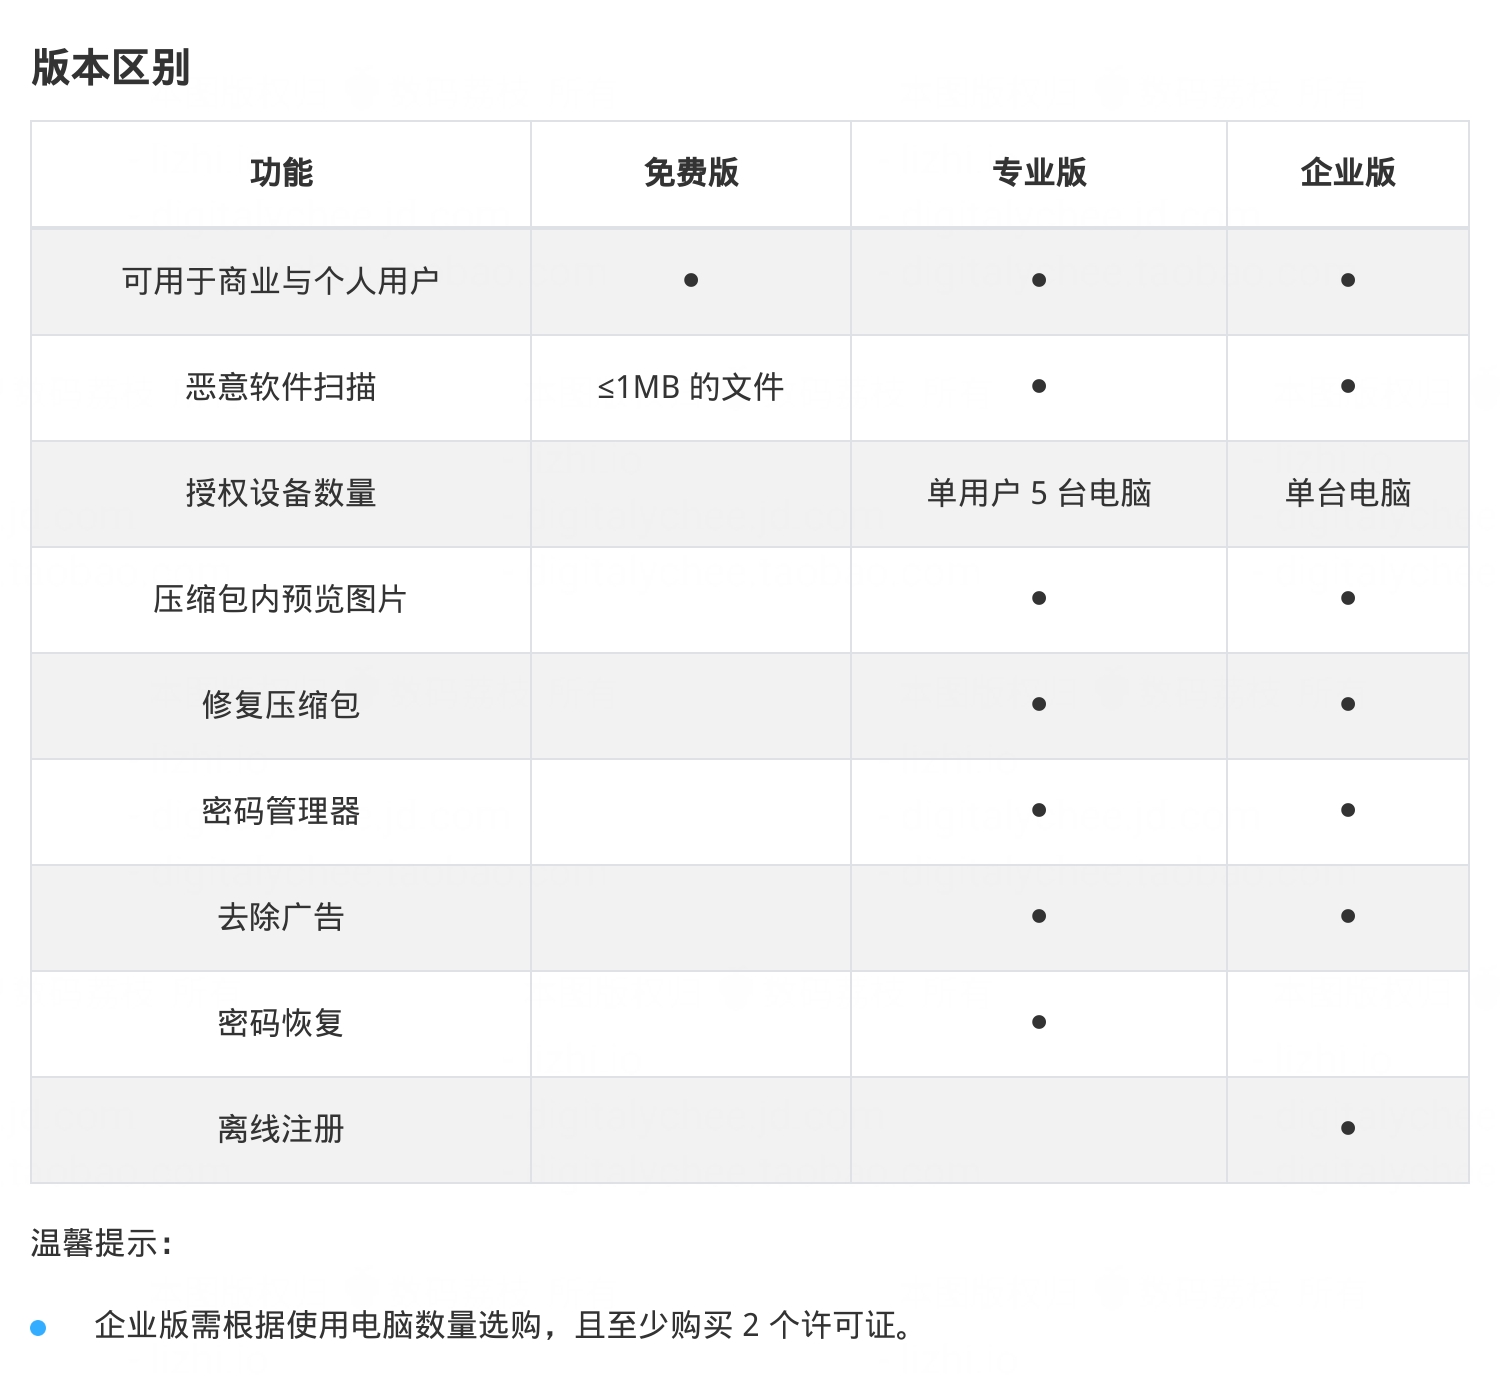 版本区别
功能 免费版 专业版 企业版
可用于商业与个人用户 ● ● ●
恶意软件扫描 ≤1MB 的文件 ● ●
授权设备数量 单用户 5 台电脑 单台电脑
压缩包内预览图片 ● ●
修复压缩包 ● ●
密码管理器 ● ●
去除广告 ● ●
密码恢复 ●
离线注册 ●
温馨提示：
● 企业版需根据使用电脑数量选购，且至少购买 2 个许可证。